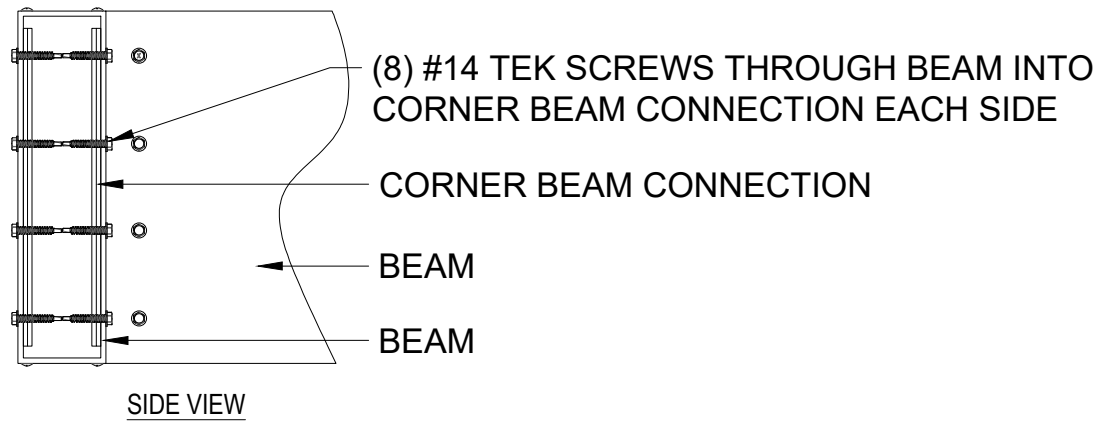 (8) #14 TEK SCREWS THROUGH BEAM INTO
CORNER BEAM CONNECTION EACH SIDE
CORNER BEAM CONNECTION
BEAM
BEAM
SIDE VIEW